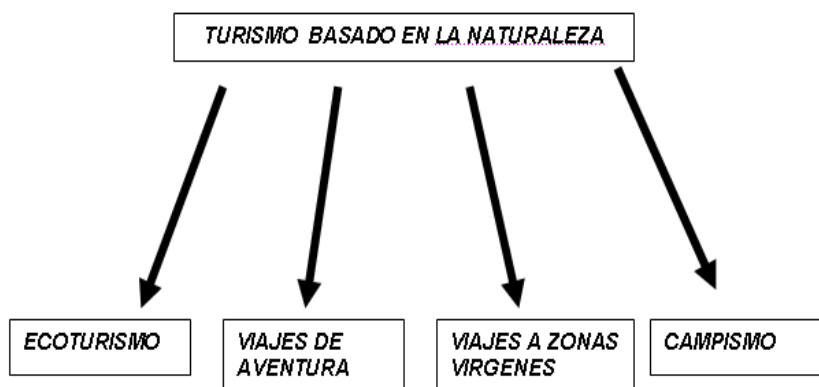 TURISMO BASADO EN LA NATURALEZA
ECOTURISMO
VIAJES DE
AVENTURA
VIAJES A ZONAS
VIRGENES
CAMPISMO